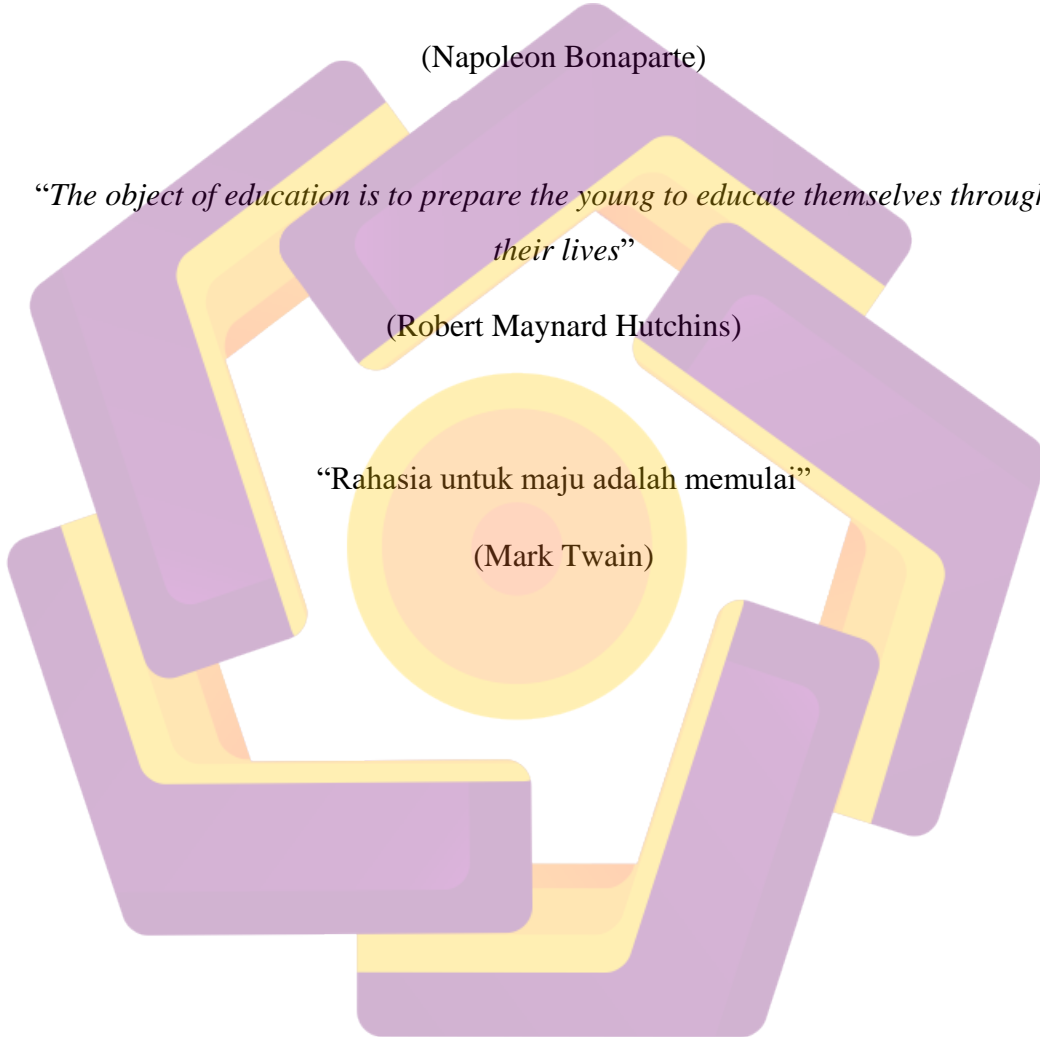 (Napoleon Bonaparte)
“The object of education is to prepare the young to educate themselves through
their lives”
(Robert Maynard Hutchins)
“Rahasia untuk maju adalah memulai”
(Mark Twain)